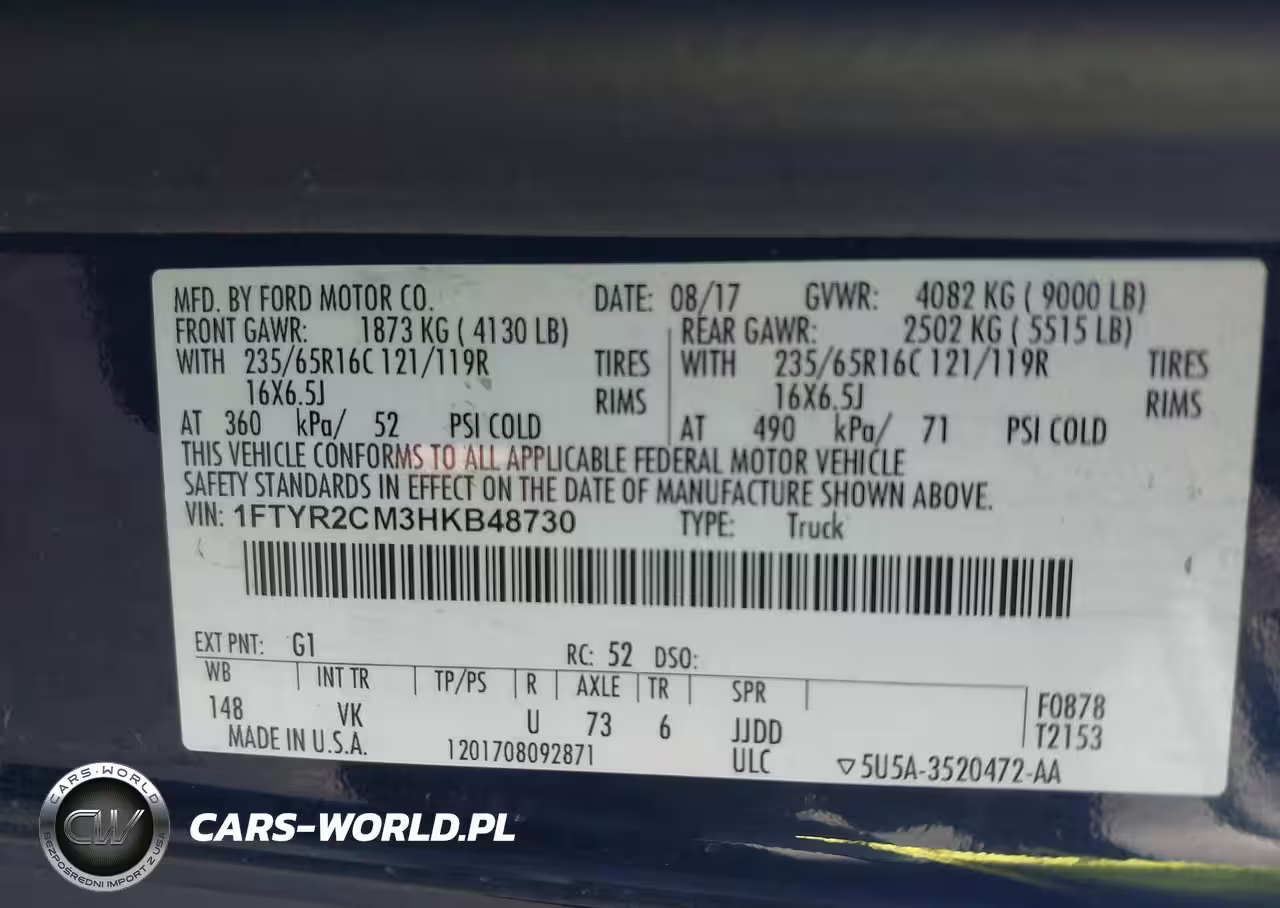 MFD. BY FORD MOTOR CO. DATE: 08/17 GVWR: 4082 KG ( 9000 LB)
FRONT GAWR: 1873 KG ( 4130 LB) REAR GAWR: 2502 KG ( 5515 LB)
WITH 235/65R16C 121/119R TIRES WITH 235/65R16C 121/119R TIRES
16X6.5J RIMS 16X6.5J RIMS
AT 360 kPa/ 52 PSI COLD AT 490 kPa/ 71 PSI COLD
THIS VEHICLE CONFORMS TO ALL APPLICABLE FEDERAL MOTOR VEHICLE
SAFETY STANDARDS IN EFFECT ON THE DATE OF MANUFACTURE SHOWN ABOVE.
VIN: 1FTYR2CM3HKB48730 TYPE: Truck
EXT PNT: G1 RC: 52 DSO:
WB INT TR TP/PS R AXLE TR SPR
148 VK U 73 6 JJDD F0878
T2153
MADE IN U.S.A. 1201708092871 ULC ▽5U5A-3520472-AA
CARS-WORLD
CW
BEZPOŚREDNI IMPORT Z USA
CARS-WORLD.PL